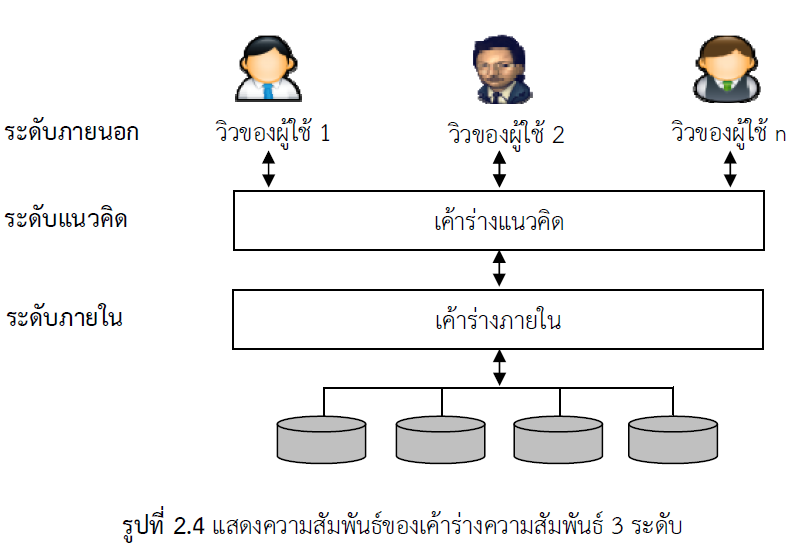 ระดับภายนอก วิวของผู้ใช้ 1 วิวของผู้ใช้ 2 วิวของผู้ใช้ n
ระดับแนวคิด เค้าร่างแนวคิด
ระดับภายใน เค้าร่างภายใน
รูปที่ 2.4 แสดงความสัมพันธ์ของเค้าร่างความสัมพันธ์ 3 ระดับ